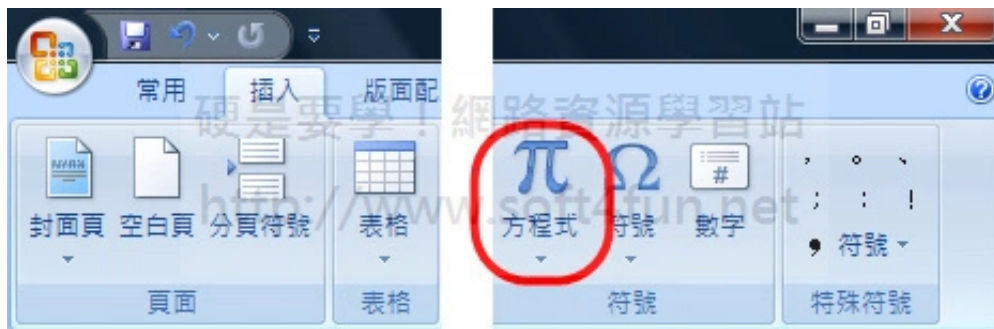 常用 插入 版面配
硬是要學！網路資源學習站
http://www.soft4fun.net
封面頁 空白頁 分頁符號 表格 π 方程式 Ω 符號 # 數字 , 。 、 ; : ! 符號
頁面 表格 符號 特殊符號